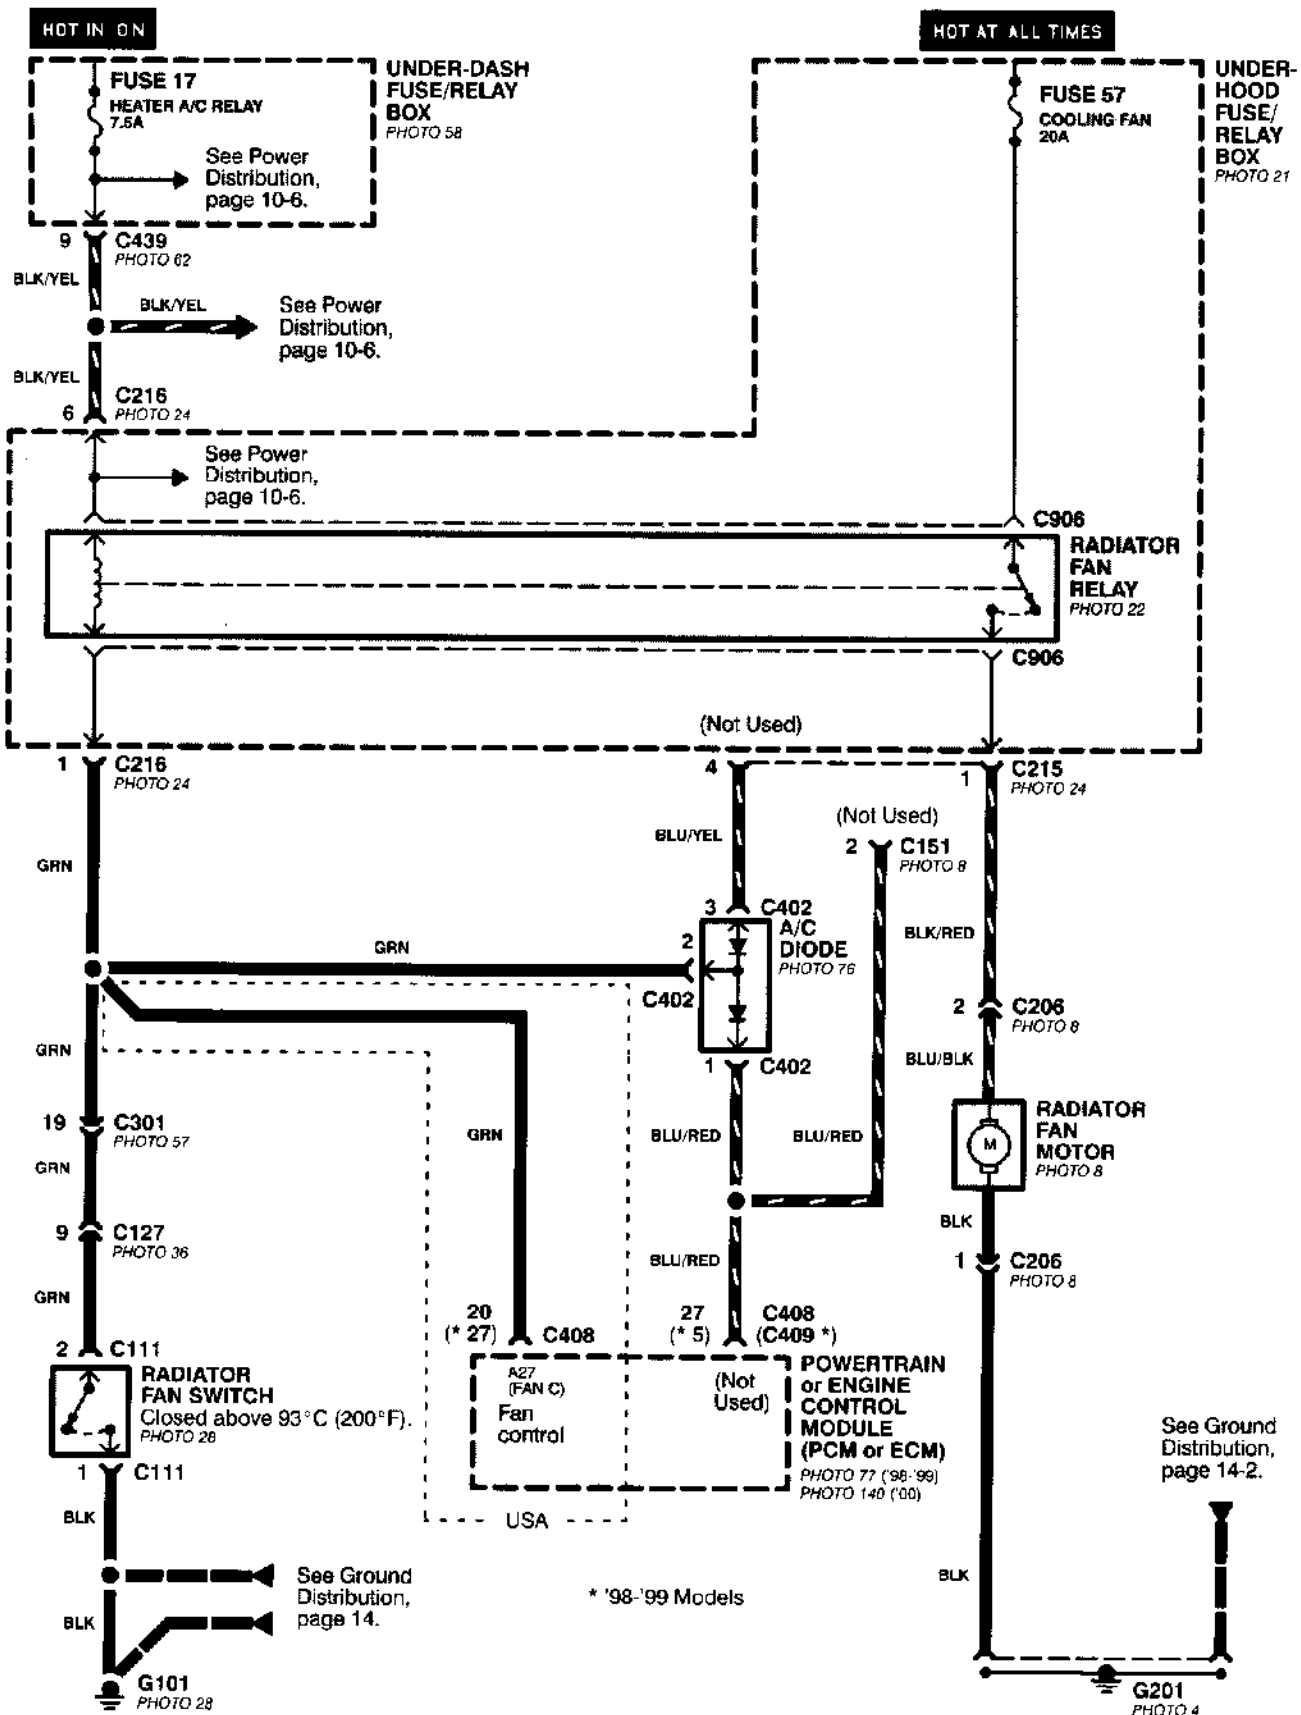 HOT IN ON
HOT AT ALL TIMES
FUSE 17
HEATER A/C RELAY
7.5A
UNDER-DASH
FUSE/RELAY
BOX
PHOTO 58
See Power
Distribution,
page 10-6.
FUSE 57
COOLING FAN
20A
UNDER-
HOOD
FUSE/
RELAY
BOX
PHOTO 21
9
C439
PHOTO 62
BLK/YEL
BLK/YEL
See Power
Distribution,
page 10-6.
BLK/YEL
6
C216
PHOTO 24
See Power
Distribution,
page 10-6.
C906
RADIATOR
FAN
RELAY
PHOTO 22
C906
(Not Used)
1
C216
PHOTO 24
4
1
C215
PHOTO 24
GRN
BLU/YEL
(Not Used)
2
C151
PHOTO 8
3
C402
A/C
DIODE
PHOTO 76
GRN
2
C402
BLK/RED
2
C206
PHOTO 8
GRN
1
C402
BLU/BLK
19
C301
PHOTO 57
GRN
GRN
BLU/RED
BLU/RED
M
RADIATOR
FAN
MOTOR
PHOTO 8
9
C127
PHOTO 36
BLK
BLU/RED
1
C206
PHOTO 8
GRN
20
(* 27)
C408
27
(* 5)
C408
(C409 *)
2
C111
RADIATOR
FAN SWITCH
Closed above 93°C (200°F).
PHOTO 28
A27
(FAN C)
Fan
control
(Not
Used)
POWERTRAIN
or ENGINE
CONTROL
MODULE
(PCM or ECM)
PHOTO 77 ('98-'99)
PHOTO 140 ('00)
1
C111
See Ground
Distribution,
page 14-2.
BLK
USA
See Ground
Distribution,
page 14.
BLK
BLK
* '98-'99 Models
G101
PHOTO 28
G201
PHOTO 4